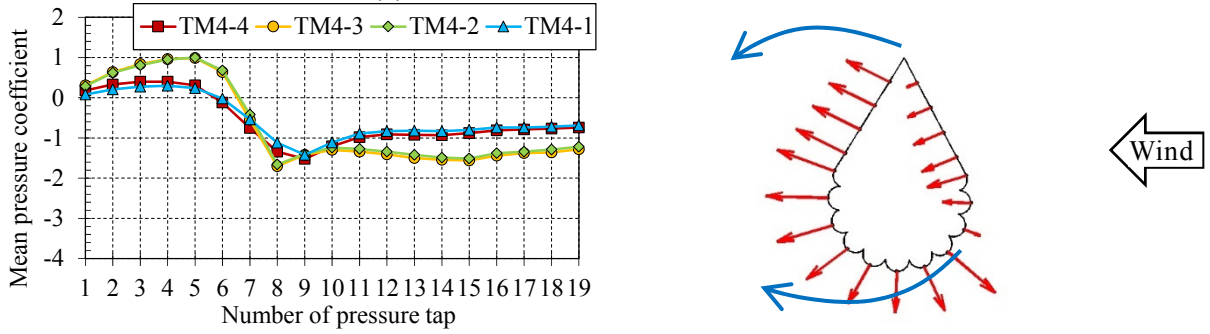 TM4-4 TM4-3 TM4-2 TM4-1
2
1
0
-1
-2
-3
-4
Mean pressure coefficient
1 2 3 4 5 6 7 8 9 10 11 12 13 14 15 16 17 18 19
Number of pressure tap
Wind